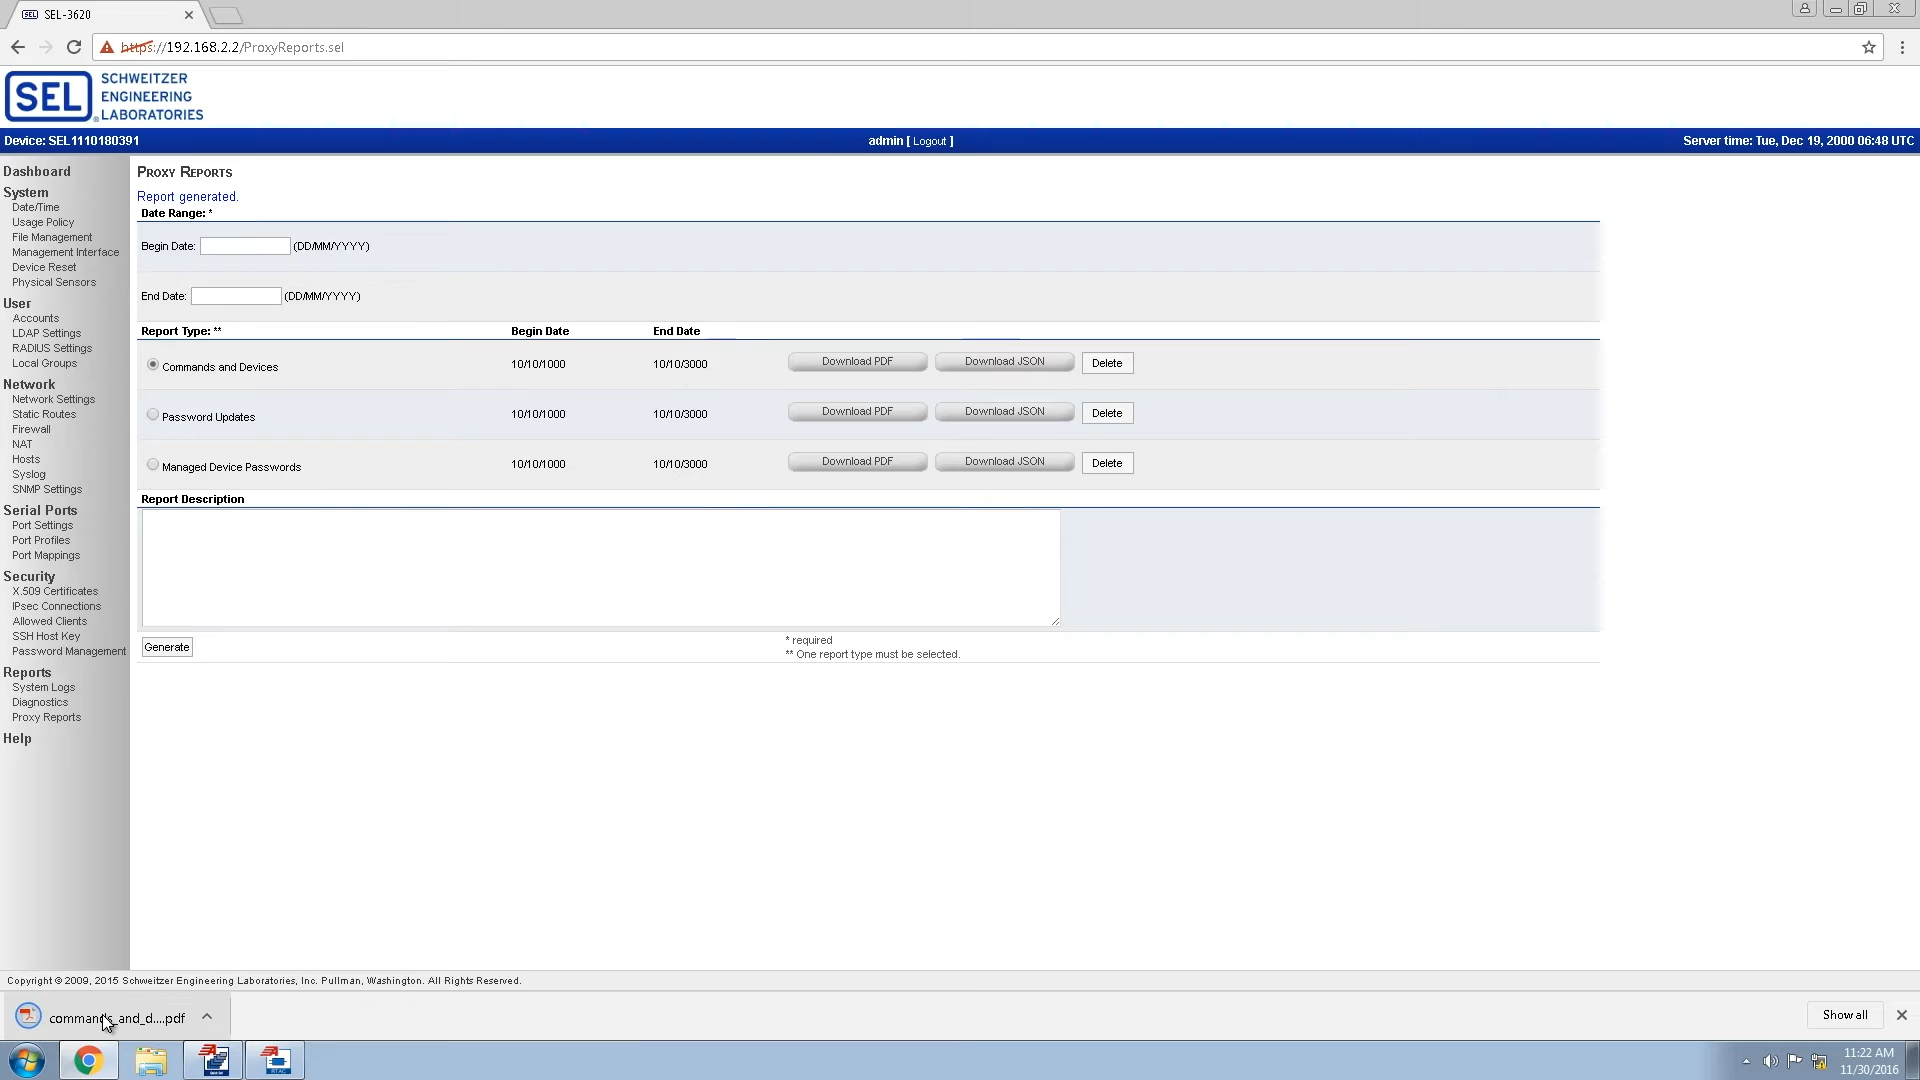 SEL SEL-3620
https://192.168.2.2/ProxyReports.sel
SEL SCHWEITZER
ENGINEERING
LABORATORIES
Device: SEL1110180391 admin [ Logout ] Server time: Tue, Dec 19, 2000 06:48 UTC
Dashboard
System
Date/Time
Usage Policy
File Management
Management Interface
Device Reset
Physical Sensors
User
Accounts
LDAP Settings
RADIUS Settings
Local Groups
Network
Network Settings
Static Routes
Firewall
NAT
Hosts
Syslog
SNMP Settings
Serial Ports
Port Settings
Port Profiles
Port Mappings
Security
X.509 Certificates
IPsec Connections
Allowed Clients
SSH Host Key
Password Management
Reports
System Logs
Diagnostics
Proxy Reports
Help
PROXY REPORTS
Report generated.
Date Range: *
Begin Date: (DD/MM/YYYY)
End Date: (DD/MM/YYYY)
Report Type: ** Begin Date End Date
Commands and Devices 10/10/1000 10/10/3000 Download PDF Download JSON Delete
Password Updates 10/10/1000 10/10/3000 Download PDF Download JSON Delete
Managed Device Passwords 10/10/1000 10/10/3000 Download PDF Download JSON Delete
Report Description
Generate
* required
** One report type must be selected.
Copyright © 2009, 2015 Schweitzer Engineering Laboratories, Inc. Pullman, Washington. All Rights Reserved.
commands_and_d....pdf Show all
11:22 AM
11/30/2016